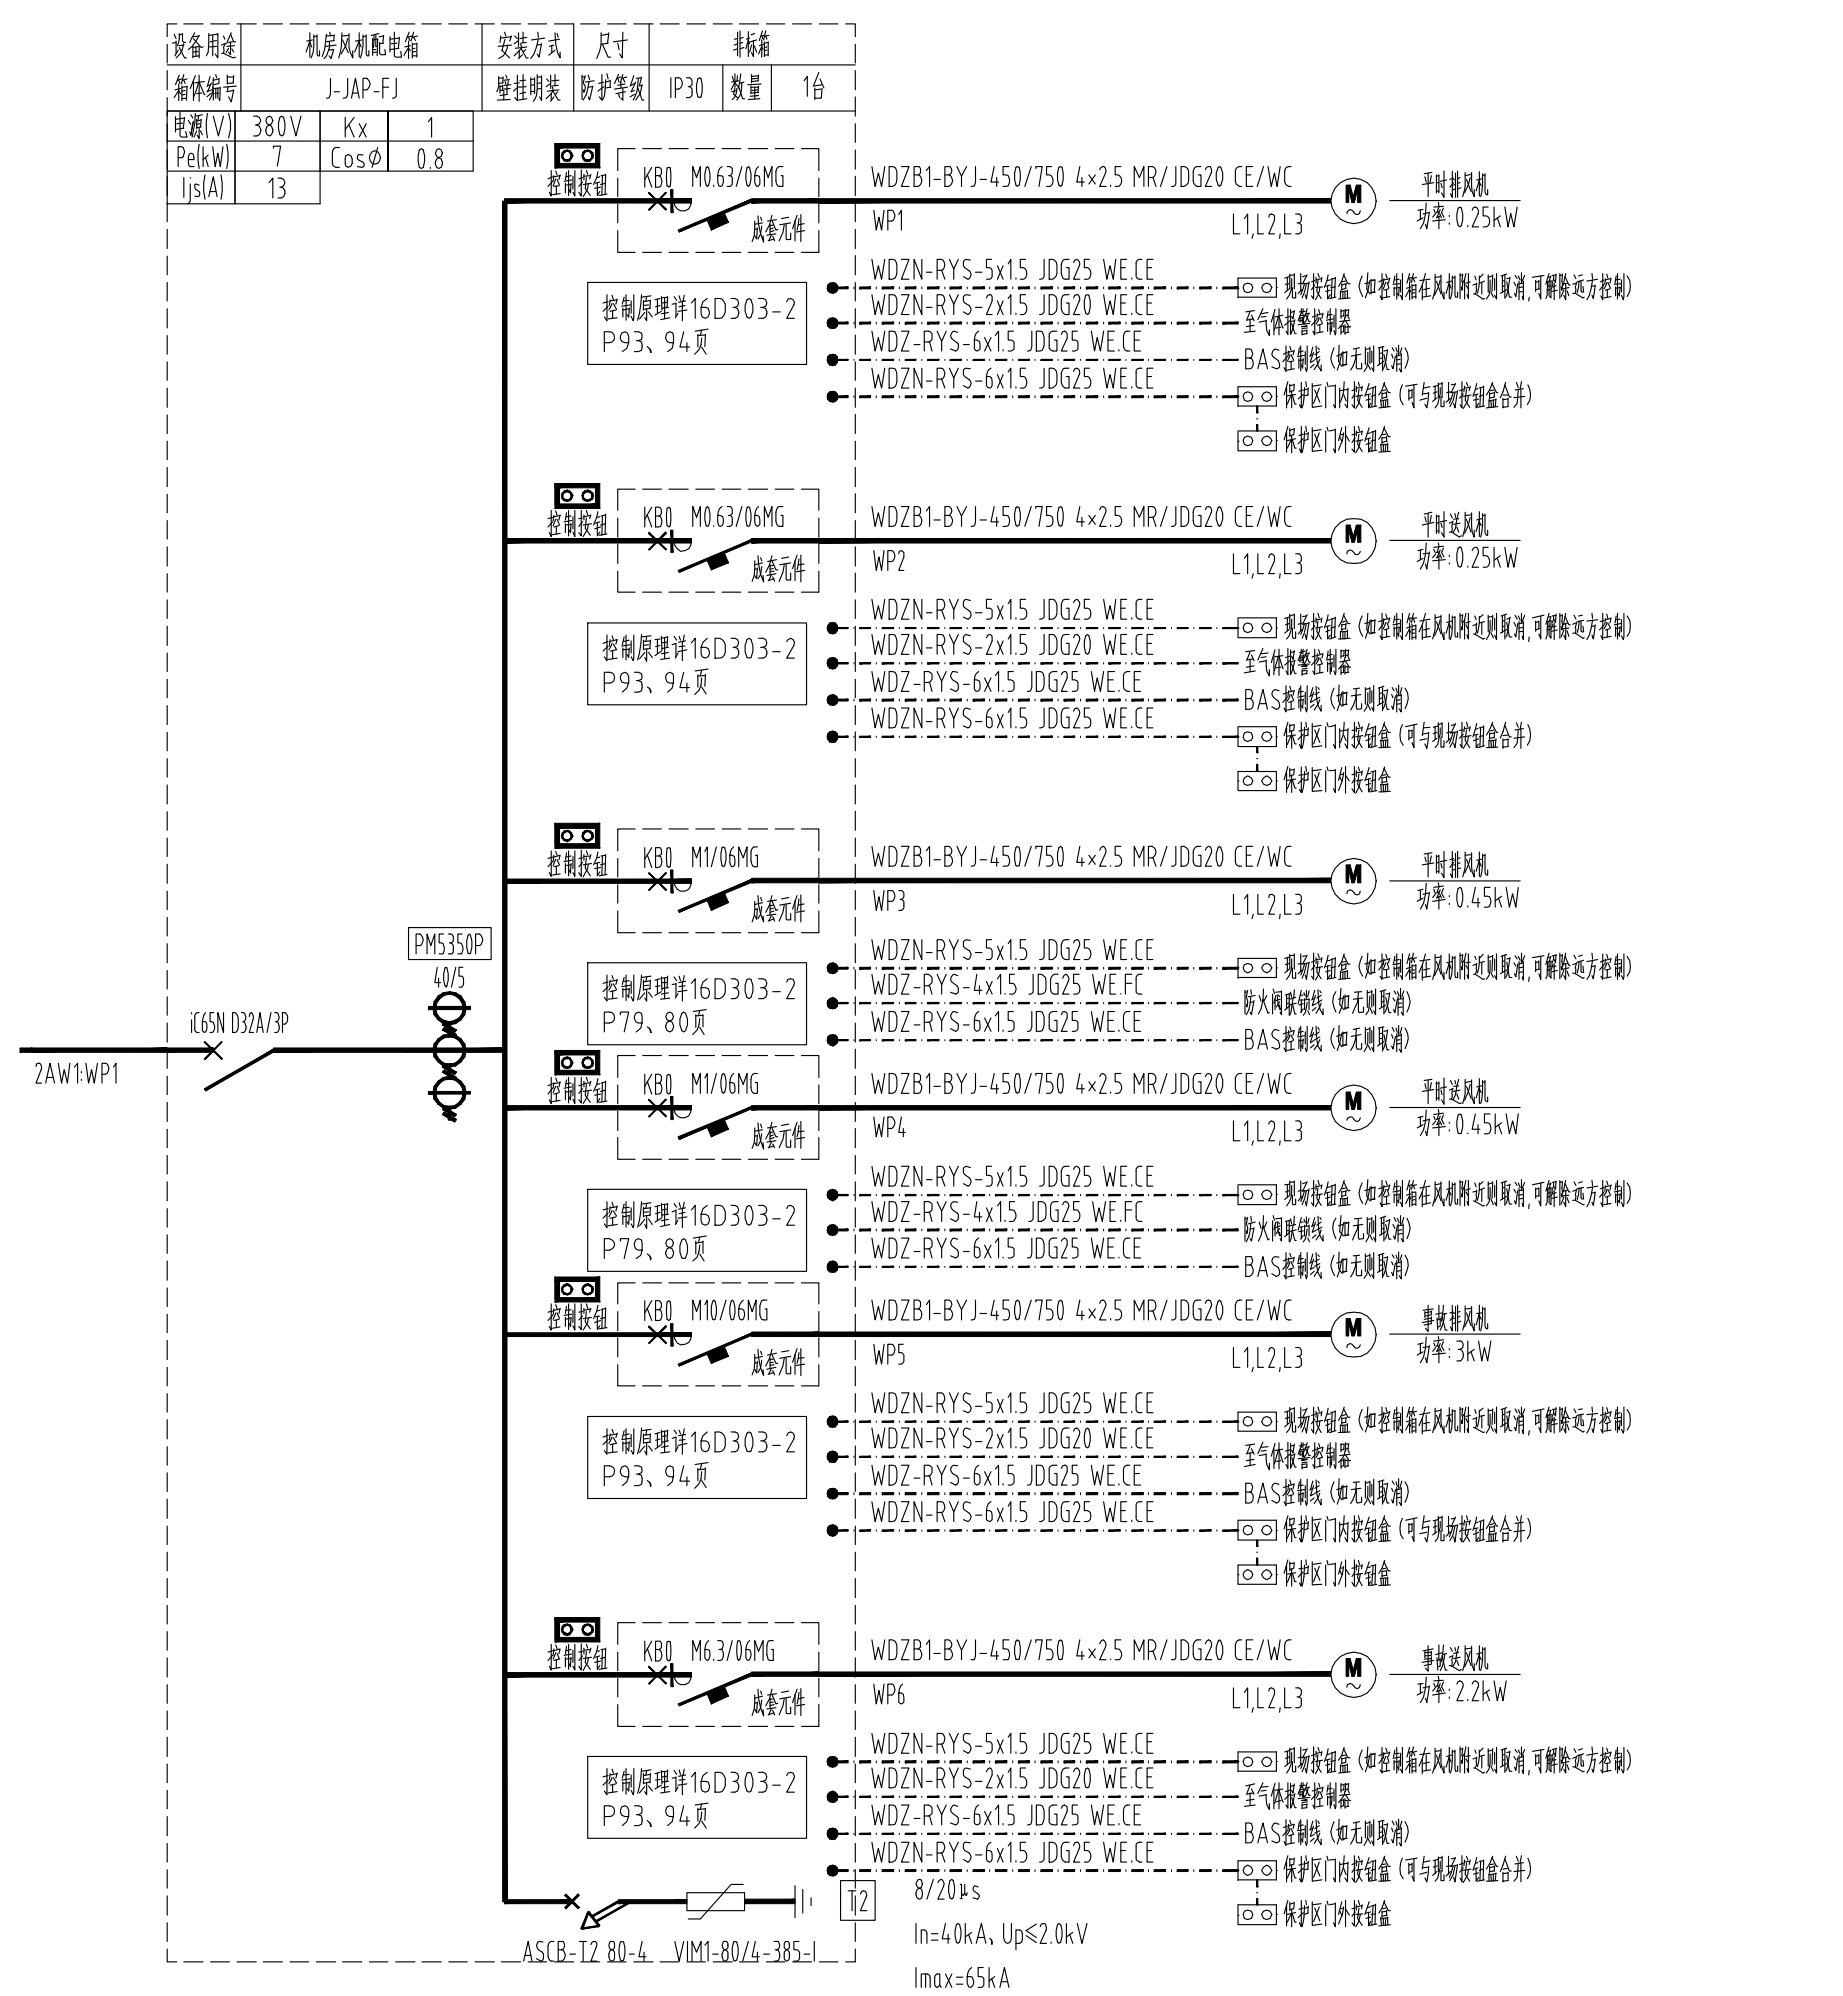 设备用途 机房风机配电箱 安装方式 尺寸 非标箱
箱体编号 J-JAP-FJ 壁挂明装 防护等级 IP30 数量 1台
电源(V) 380V Kx 1
Pe(kW) 7 CosØ 0.8
Ijs(A) 13
控制按钮 KB0 M0.63/06MG WDZB1-BYJ-450/750 4×2.5 MR/JDG20 CE/WC 平时排风机
成套元件 WP1 L1,L2,L3 功率:0.25kW
WDZN-RYS-5x1.5 JDG25 WE.CE 现场按钮盒(如控制箱在风机附近则取消,可解除远方控制)
控制原理详16D303-2 WDZN-RYS-2x1.5 JDG20 WE.CE 至气体报警控制器
P93、94页 WDZ-RYS-6x1.5 JDG25 WE.CE BAS控制线(如无则取消)
WDZN-RYS-6x1.5 JDG25 WE.CE 保护区门内按钮盒(可与现场按钮盒合并)
保护区门外按钮盒
控制按钮 KB0 M0.63/06MG WDZB1-BYJ-450/750 4×2.5 MR/JDG20 CE/WC 平时送风机
成套元件 WP2 L1,L2,L3 功率:0.25kW
WDZN-RYS-5x1.5 JDG25 WE.CE 现场按钮盒(如控制箱在风机附近则取消,可解除远方控制)
控制原理详16D303-2 WDZN-RYS-2x1.5 JDG20 WE.CE 至气体报警控制器
P93、94页 WDZ-RYS-6x1.5 JDG25 WE.CE BAS控制线(如无则取消)
WDZN-RYS-6x1.5 JDG25 WE.CE 保护区门内按钮盒(可与现场按钮盒合并)
保护区门外按钮盒
控制按钮 KB0 M1/06MG WDZB1-BYJ-450/750 4×2.5 MR/JDG20 CE/WC 平时排风机
成套元件 WP3 L1,L2,L3 功率:0.45kW
PM5350P
40/5
WDZN-RYS-5x1.5 JDG25 WE.CE 现场按钮盒(如控制箱在风机附近则取消,可解除远方控制)
控制原理详16D303-2 WDZ-RYS-4x1.5 JDG25 WE.FC 防火阀联锁线(如无则取消)
P79、80页 WDZ-RYS-6x1.5 JDG25 WE.CE BAS控制线(如无则取消)
iC65N D32A/3P
2AW1:WP1
控制按钮 KB0 M1/06MG WDZB1-BYJ-450/750 4×2.5 MR/JDG20 CE/WC 平时送风机
成套元件 WP4 L1,L2,L3 功率:0.45kW
WDZN-RYS-5x1.5 JDG25 WE.CE 现场按钮盒(如控制箱在风机附近则取消,可解除远方控制)
控制原理详16D303-2 WDZ-RYS-4x1.5 JDG25 WE.FC 防火阀联锁线(如无则取消)
P79、80页 WDZ-RYS-6x1.5 JDG25 WE.CE BAS控制线(如无则取消)
控制按钮 KB0 M10/06MG WDZB1-BYJ-450/750 4×2.5 MR/JDG20 CE/WC 事故排风机
成套元件 WP5 L1,L2,L3 功率:3kW
WDZN-RYS-5x1.5 JDG25 WE.CE 现场按钮盒(如控制箱在风机附近则取消,可解除远方控制)
控制原理详16D303-2 WDZN-RYS-2x1.5 JDG20 WE.CE 至气体报警控制器
P93、94页 WDZ-RYS-6x1.5 JDG25 WE.CE BAS控制线(如无则取消)
WDZN-RYS-6x1.5 JDG25 WE.CE 保护区门内按钮盒(可与现场按钮盒合并)
保护区门外按钮盒
控制按钮 KB0 M6.3/06MG WDZB1-BYJ-450/750 4×2.5 MR/JDG20 CE/WC 事故送风机
成套元件 WP6 L1,L2,L3 功率:2.2kW
WDZN-RYS-5x1.5 JDG25 WE.CE 现场按钮盒(如控制箱在风机附近则取消,可解除远方控制)
控制原理详16D303-2 WDZN-RYS-2x1.5 JDG20 WE.CE 至气体报警控制器
P93、94页 WDZ-RYS-6x1.5 JDG25 WE.CE BAS控制线(如无则取消)
WDZN-RYS-6x1.5 JDG25 WE.CE 保护区门内按钮盒(可与现场按钮盒合并)
保护区门外按钮盒
T2 8/20μs
In=40kA、Up≤2.0kV
ASCB-T2 80-4 VIM1-80/4-385-I
Imax=65kA
M
~
M
~
M
~
M
~
M
~
M
~